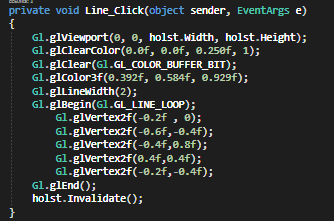 private void Line_Click(object sender, EventArgs e)
{
Gl.glViewport(0, 0, holst.Width, holst.Height);
Gl.glClearColor(0.0f, 0.0f, 0.250f, 1);
Gl.glClear(Gl.GL_COLOR_BUFFER_BIT);
Gl.glColor3f(0.392f, 0.584f, 0.929f);
Gl.glLineWidth(2);
Gl.glBegin(Gl.GL_LINE_LOOP);
Gl.glVertex2f(-0.2f , 0);
Gl.glVertex2f(-0.6f,-0.4f);
Gl.glVertex2f(-0.4f,0.8f);
Gl.glVertex2f(0.4f,0.4f);
Gl.glVertex2f(-0.2f,-0.4f);
Gl.glEnd();
holst.Invalidate();
}